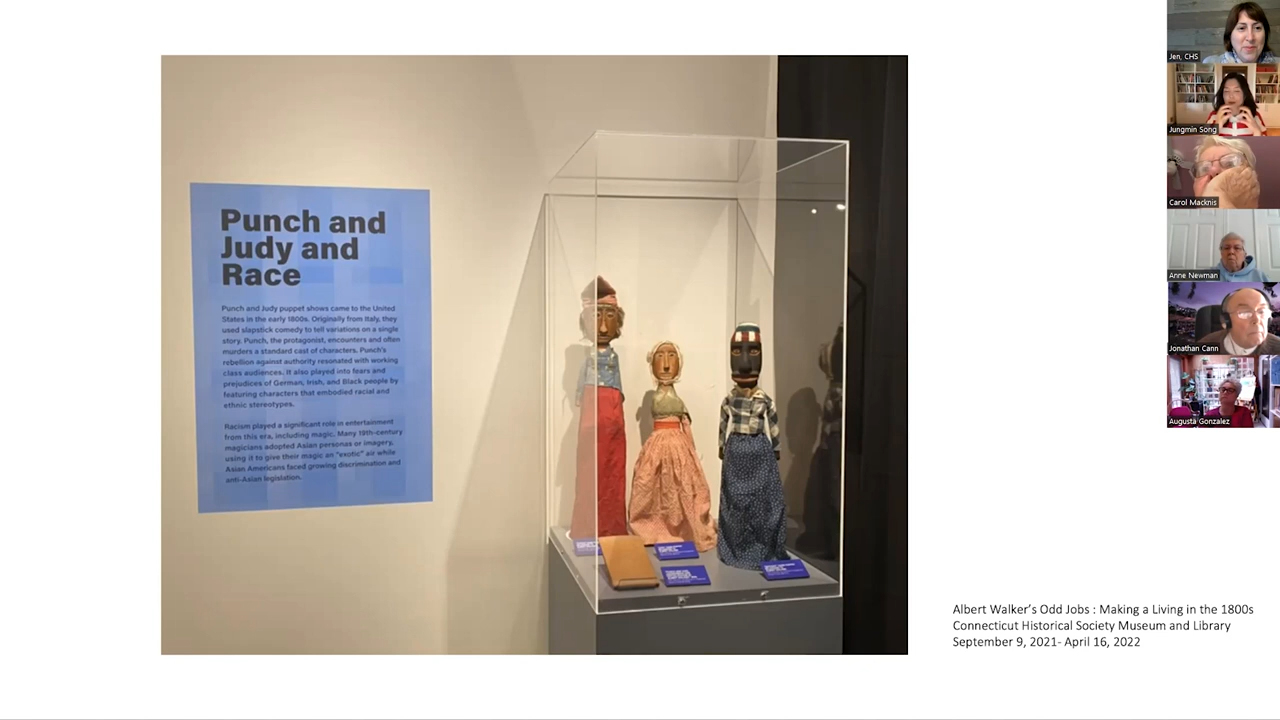 Punch and
Judy and
Race
Punch and Judy puppet shows came to the United
States in the early 1800s. Originally from Italy, they
used slapstick comedy to tell variations on a single
story. Punch, the protagonist, encounters and often
murders a standard cast of characters. Punch's
rebellion against authority resonated with working
class audiences. It also played into fears and
prejudices of German, Irish, and Black people by
featuring characters that embodied racial and
ethnic stereotypes.
Racism played a significant role in entertainment
from this era, including magic. Many 19th-century
magicians adopted Asian personas or imagery,
using it to give their magic an "exotic" air while
Asian Americans faced growing discrimination and
anti-Asian legislation.
Albert Walker's Odd Jobs : Making a Living in the 1800s
Connecticut Historical Society Museum and Library
September 9, 2021- April 16, 2022
Jen, CHS
Jungmin Song
Carol Macknis
Anne Newman
Jonathan Cann
Augusta Gonzalez